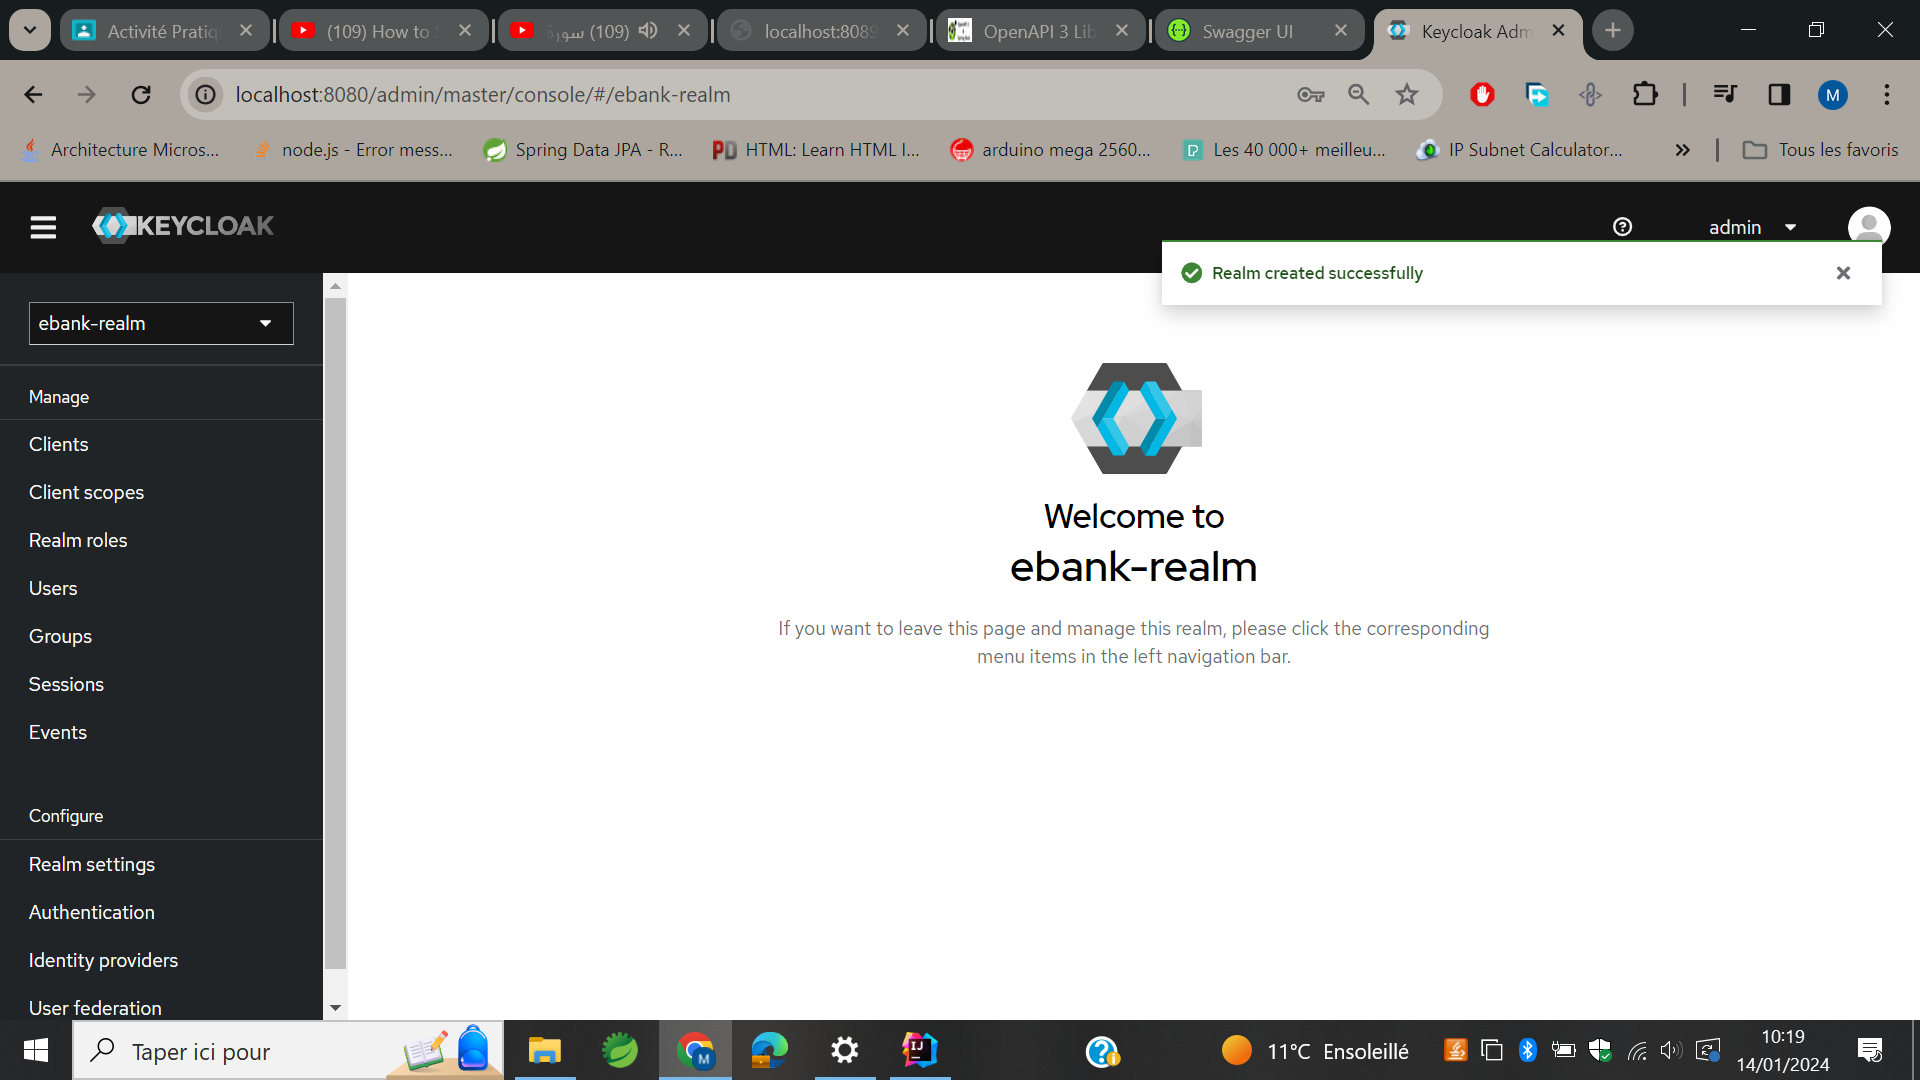 Activité Pratiq
(109) How to S
(109) سورة
localhost:8089
OpenAPI 3 Lib
Swagger UI
Keycloak Adm
localhost:8080/admin/master/console/#/ebank-realm
M
Architecture Micros...
node.js - Error mess...
Spring Data JPA - R...
HTML: Learn HTML I...
arduino mega 2560...
Les 40 000+ meilleu...
IP Subnet Calculator...
Tous les favoris
KEYCLOAK
admin
Realm created successfully
ebank-realm
Manage
Clients
Client scopes
Realm roles
Users
Groups
Sessions
Events
Configure
Realm settings
Authentication
Identity providers
User federation
Welcome to
ebank-realm
If you want to leave this page and manage this realm, please click the corresponding
menu items in the left navigation bar.
Taper ici pour
11°C Ensoleillé
10:19
14/01/2024